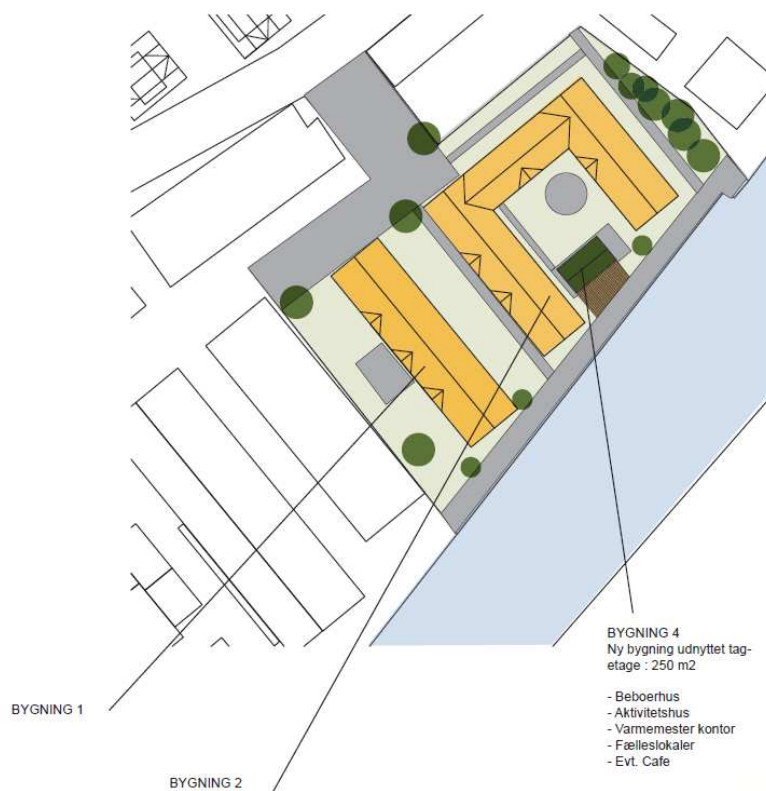 BYGNING 4
Ny bygning udnyttet tag-
etage : 250 m2
- Beboerhus
- Aktivitetshus
- Varmemester kontor
- Fælleslokaler
- Evt. Cafe
BYGNING 1
BYGNING 2